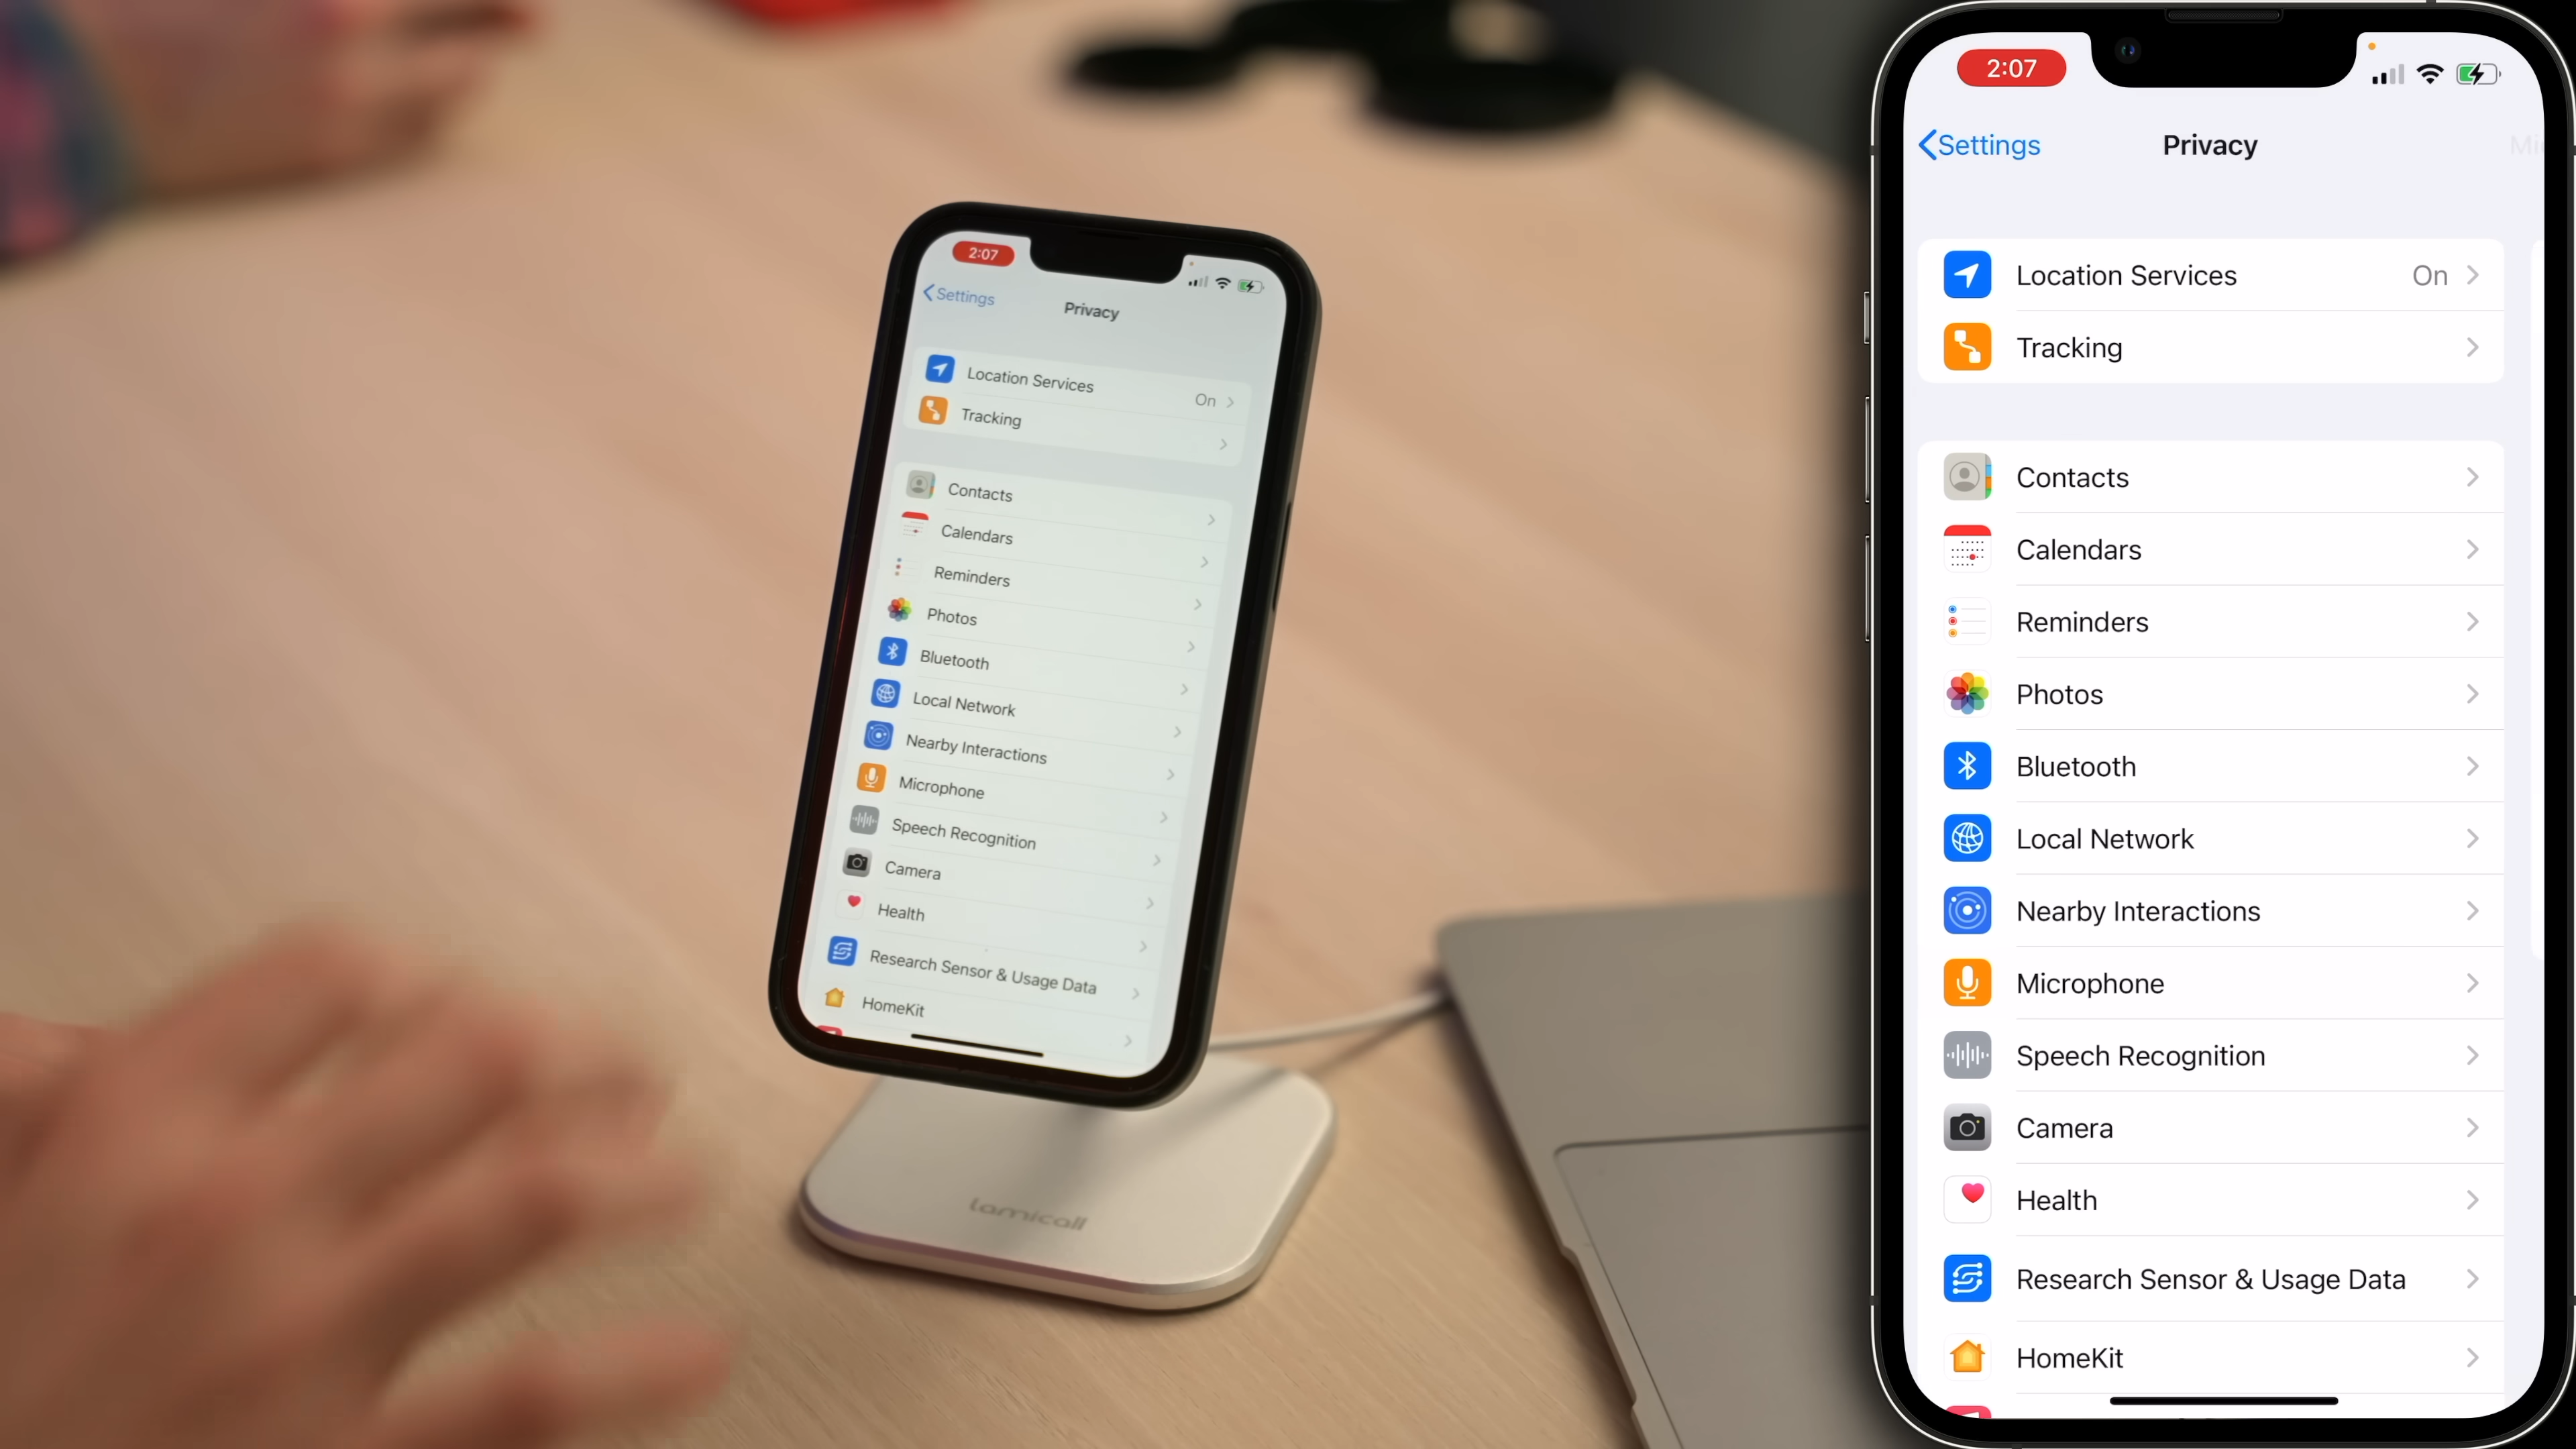 2:07
Settings
Privacy
Location Services
On
Tracking
Contacts
Calendars
Reminders
Photos
Bluetooth
Local Network
Nearby Interactions
Microphone
Speech Recognition
Camera
Health
Research Sensor & Usage Data
HomeKit
lamicall
2:07
Settings
Privacy
Mi
Location Services
On
Tracking
Contacts
Calendars
Reminders
Photos
Bluetooth
Local Network
Nearby Interactions
Microphone
Speech Recognition
Camera
Health
Research Sensor & Usage Data
HomeKit